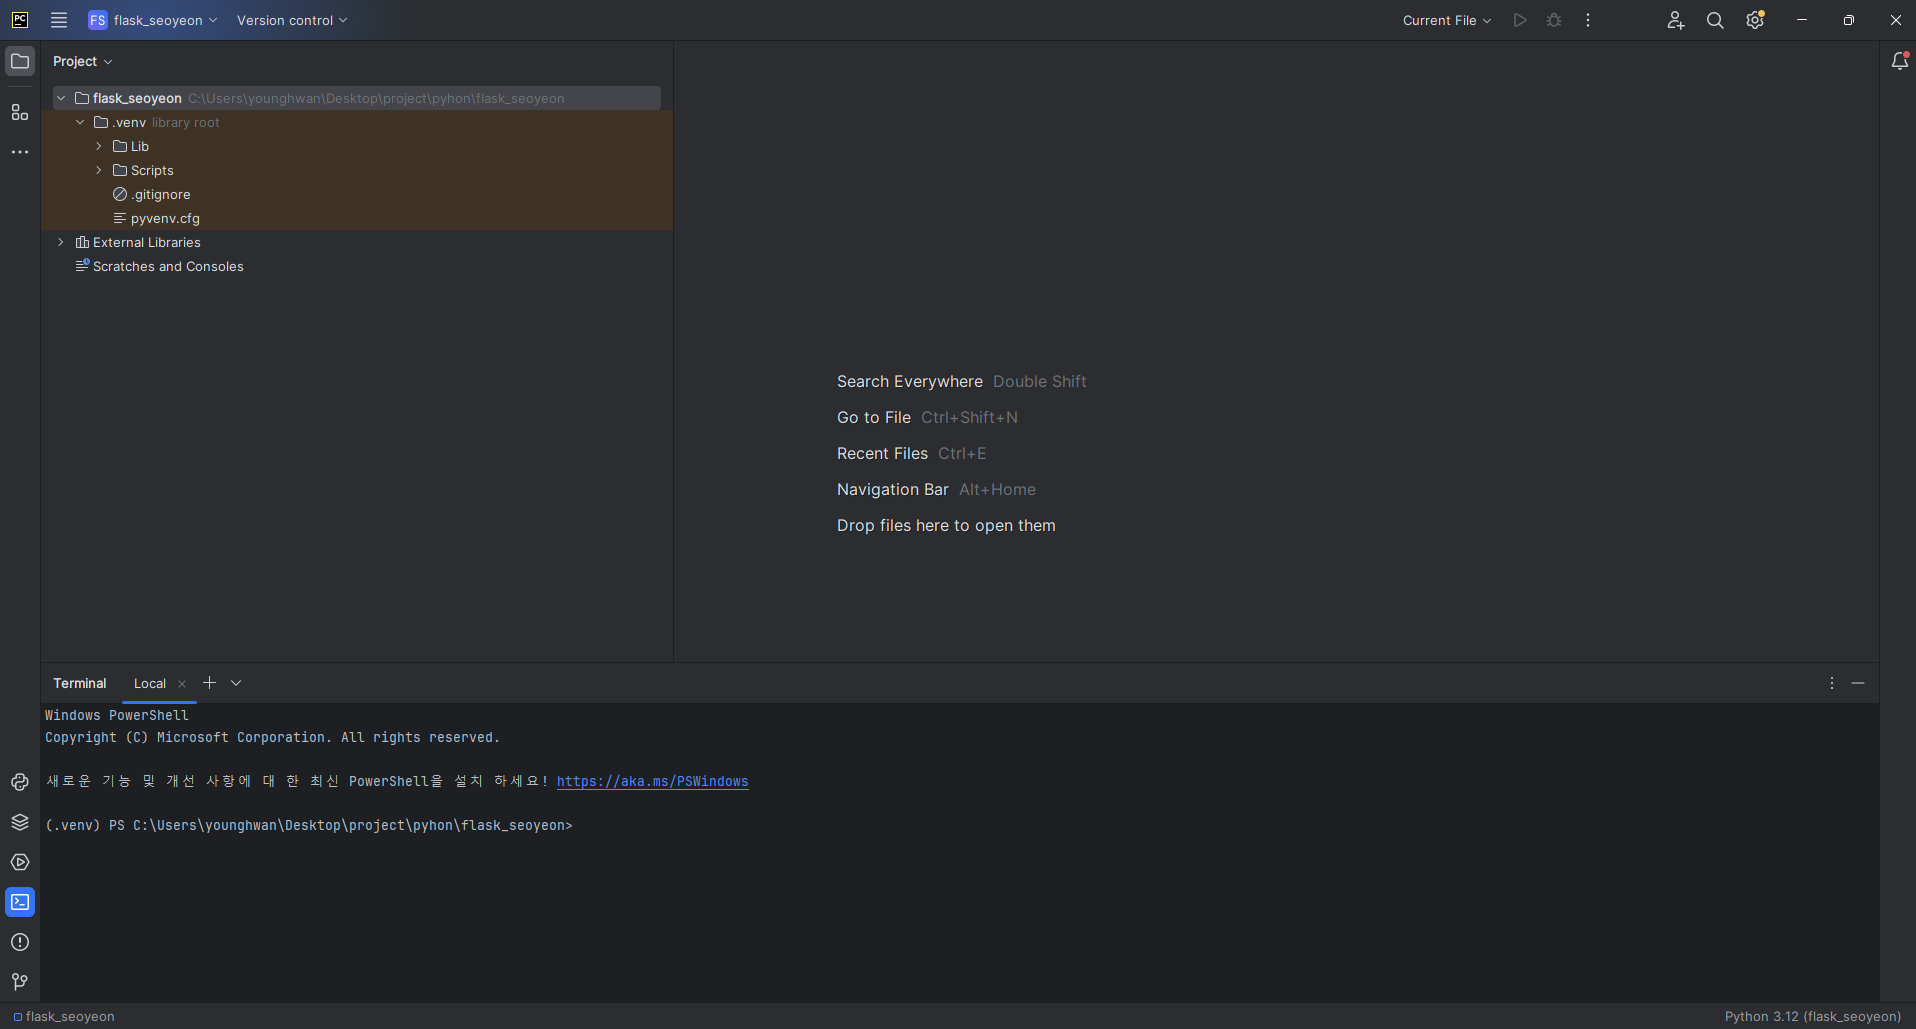 PC
FS flask_seoyeon Version control Current File
Project
flask_seoyeon C:\Users\younghwan\Desktop\project\pyhon\flask_seoyeon
.venv library root
Lib
Scripts
.gitignore
pyvenv.cfg
External Libraries
Scratches and Consoles
Search Everywhere Double Shift
Go to File Ctrl+Shift+N
Recent Files Ctrl+E
Navigation Bar Alt+Home
Drop files here to open them
Terminal Local
Windows PowerShell
Copyright (C) Microsoft Corporation. All rights reserved.
새로운 기능 및 개선 사항에 대 한 최신 PowerShell을 설치 하세요! https://aka.ms/PSWindows
(.venv) PS C:\Users\younghwan\Desktop\project\pyhon\flask_seoyeon>
flask_seoyeon Python 3.12 (flask_seoyeon)